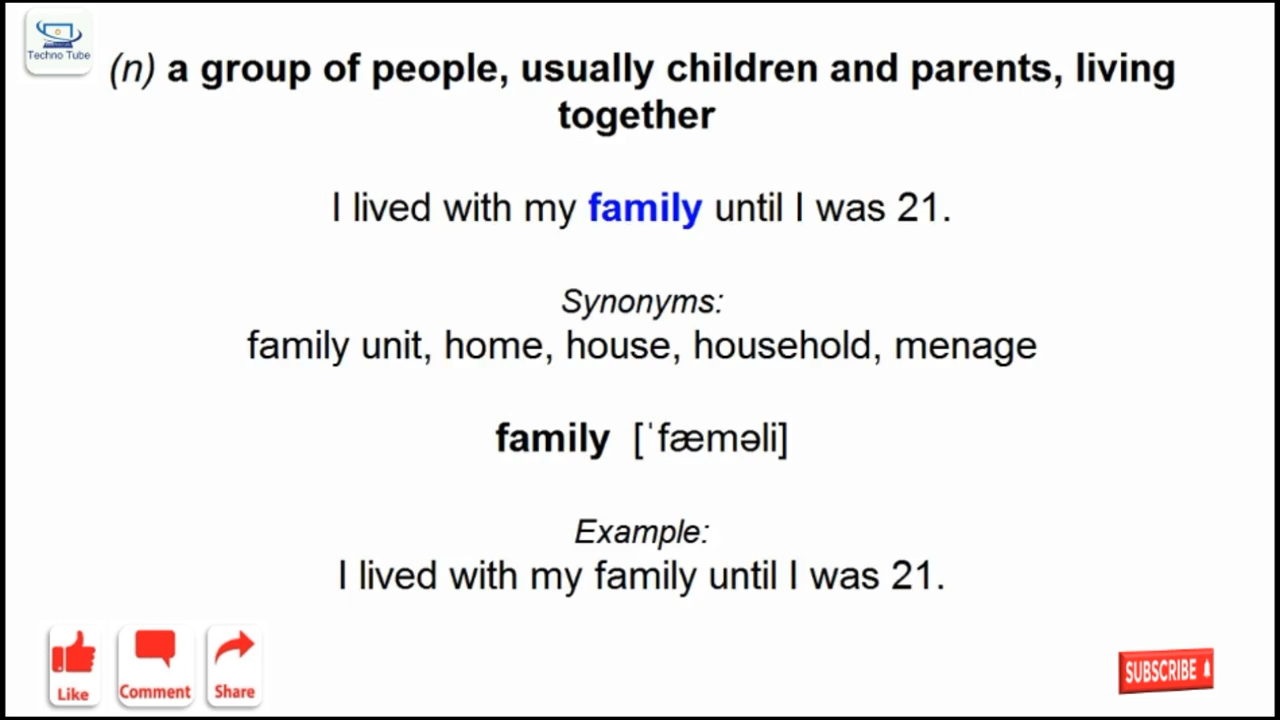 Techno Tube
(n) a group of people, usually children and parents, living
together
I lived with my family until I was 21.
Synonyms:
family unit, home, house, household, menage
family [ˈfæməli]
Example:
I lived with my family until I was 21.
Like
Comment
Share
SUBSCRIBE